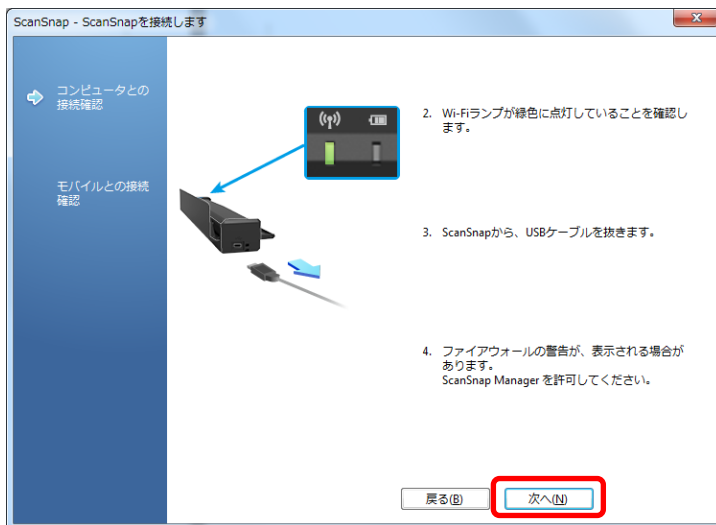 ScanSnap - ScanSnapを接続します
コンピュータとの
接続確認
モバイルとの接続
確認
2. Wi-Fiランプが緑色に点灯していることを確認し
ます。
3. ScanSnapから、USBケーブルを抜きます。
4. ファイアウォールの警告が、表示される場合が
あります。
ScanSnap Manager を許可してください。
戻る(B)
次へ(N)